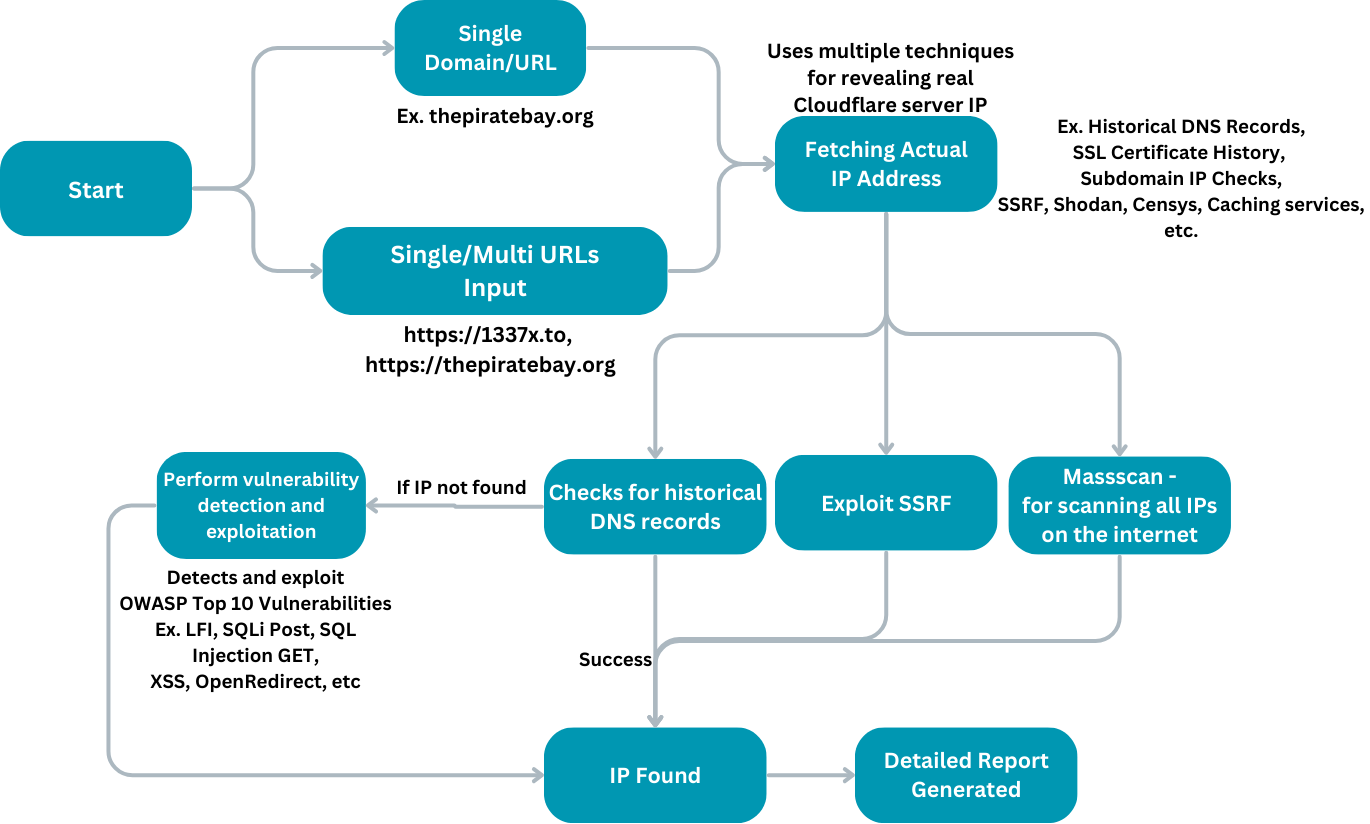 Single
Domain/URL
Ex. thepiratebay.org
Start
Single/Multi URLs
Input
https://1337x.to,
https://thepiratebay.org
Uses multiple techniques
for revealing real
Cloudflare server IP
Fetching Actual
IP Address
Ex. Historical DNS Records,
SSL Certificate History,
Subdomain IP Checks,
SSRF, Shodan, Censys, Caching services,
etc.
Perform vulnerability
detection and
exploitation
If IP not found
Checks for historical
DNS records
Exploit SSRF
Massscan -
for scanning all IPs
on the internet
Detects and exploit
OWASP Top 10 Vulnerabilities
Ex. LFI, SQLi Post, SQL
Injection GET,
XSS, OpenRedirect, etc
Success
IP Found
Detailed Report
Generated